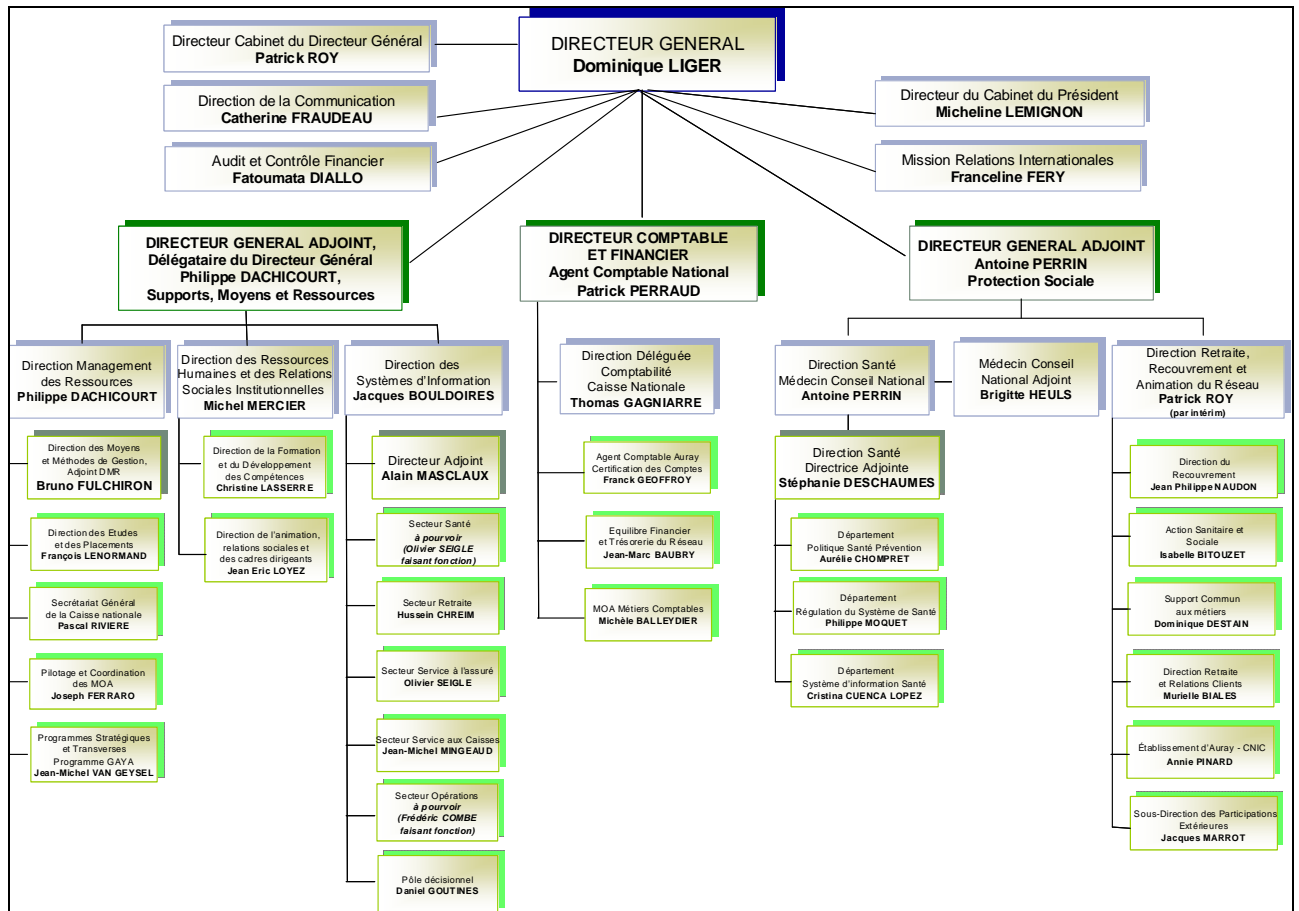 Directeur Cabinet du Directeur Général
Patrick ROY
DIRECTEUR GENERAL
Dominique LIGER
Direction de la Communication
Catherine FRAUDEAU
Directeur du Cabinet du Président
Micheline LEMIGNON
Audit et Contrôle Financier
Fatoumata DIALLO
Mission Relations Internationales
Franceline FERY
DIRECTEUR GENERAL ADJOINT,
Délégataire du Directeur Général
Philippe DACHICOURT,
Supports, Moyens et Ressources
DIRECTEUR COMPTABLE
ET FINANCIER
Agent Comptable National
Patrick PERRAUD
DIRECTEUR GENERAL ADJOINT
Antoine PERRIN
Protection Sociale
Direction Management
des Ressources
Philippe DACHICOURT
Direction des Ressources
Humaines et des Relations
Sociales Institutionnelles
Michel MERCIER
Direction des
Systèmes d'Information
Jacques BOULDOIRES
Direction Déléguée
Comptabilité
Caisse Nationale
Thomas GAGNIARRE
Direction Santé
Médecin Conseil National
Antoine PERRIN
Médecin Conseil
National Adjoint
Brigitte HEULS
Direction Retraite,
Recouvrement et
Animation du Réseau
Patrick ROY
(par intérim)
Direction des Moyens
et Méthodes de Gestion,
Adjoint DMR
Bruno FULCHIRON
Direction des Etudes
et des Placements
François LENORMAND
Secrétariat Général
de la Caisse nationale
Pascal RIVIERE
Pilotage et Coordination
des MOA
Joseph FERRARO
Programmes Stratégiques
et Transverses
Programme GAYA
Jean-Michel VAN GEYSEL
Direction de la Formation
et du Développement
des Compétences
Christine LASSERRE
Direction de l'animation,
relations sociales et
des cadres dirigeants
Jean Eric LOYEZ
Directeur Adjoint
Alain MASCLAUX
Secteur Santé
à pourvoir
(Olivier SEIGLE
faisant fonction)
Secteur Retraite
Hussein CHREIM
Secteur Service à l'assuré
Olivier SEIGLE
Secteur Service aux Caisses
Jean-Michel MINGEAUD
Secteur Opérations
à pourvoir
(Frédéric COMBE
faisant fonction)
Pôle décisionnel
Daniel GOUTINES
Agent Comptable Auray
Certification des Comptes
Franck GEOFFROY
Equilibre Financier
et Trésorerie du Réseau
Jean-Marc BAUBRY
MOA Métiers Comptables
Michèle BALLEYDIER
Direction Santé
Directrice Adjointe
Stéphanie DESCHAUMES
Département
Politique Santé Prévention
Aurélie CHOMPRET
Département
Régulation du Système de Santé
Philippe MOQUET
Département
Système d'information Santé
Cristina CUENCA LOPEZ
Direction du
Recouvrement
Jean Philippe NAUDON
Action Sanitaire et
Sociale
Isabelle BITOUZET
Support Commun
aux métiers
Dominique DESTAIN
Direction Retraite
et Relations Clients
Murielle BIALES
Établissement d'Auray - CNIC
Annie PINARD
Sous-Direction des Participations
Extérieures
Jacques MARROT